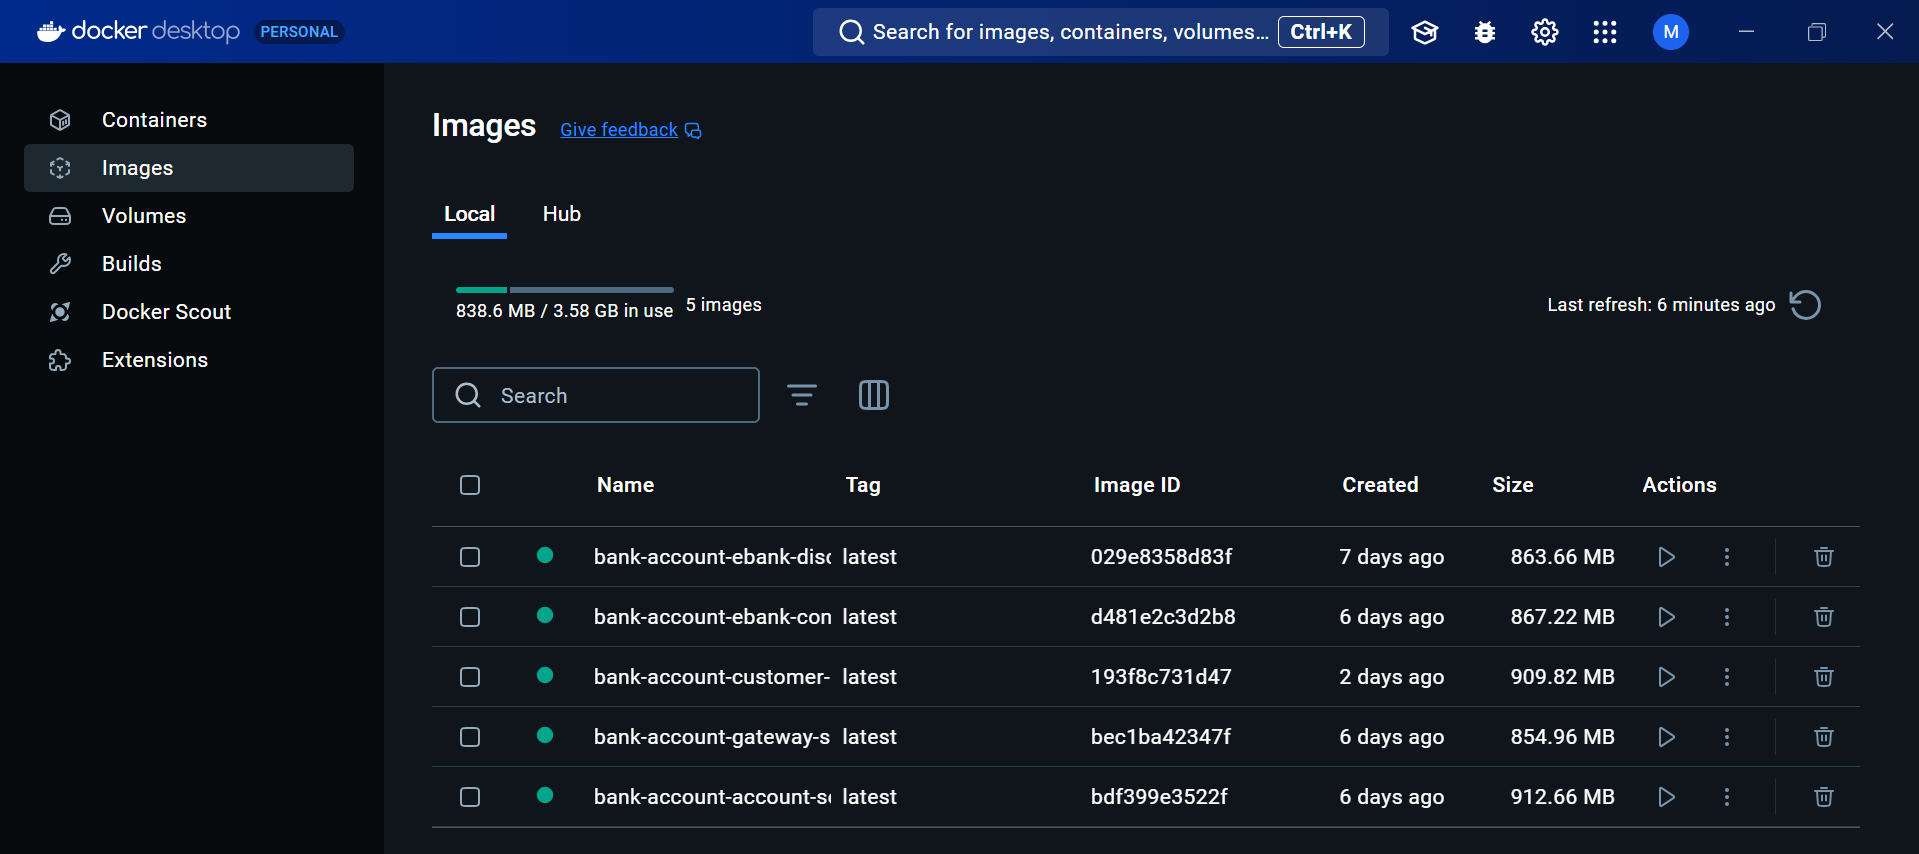 docker desktop PERSONAL
Search for images, containers, volumes... Ctrl+K
M
Containers
Images
Volumes
Builds
Docker Scout
Extensions
Images Give feedback
Local Hub
838.6 MB / 3.58 GB in use 5 images
Last refresh: 6 minutes ago
Search
Name Tag Image ID Created Size Actions
bank-account-ebank-disc latest 029e8358d83f 7 days ago 863.66 MB
bank-account-ebank-con latest d481e2c3d2b8 6 days ago 867.22 MB
bank-account-customer- latest 193f8c731d47 2 days ago 909.82 MB
bank-account-gateway-s latest bec1ba42347f 6 days ago 854.96 MB
bank-account-account-se latest bdf399e3522f 6 days ago 912.66 MB